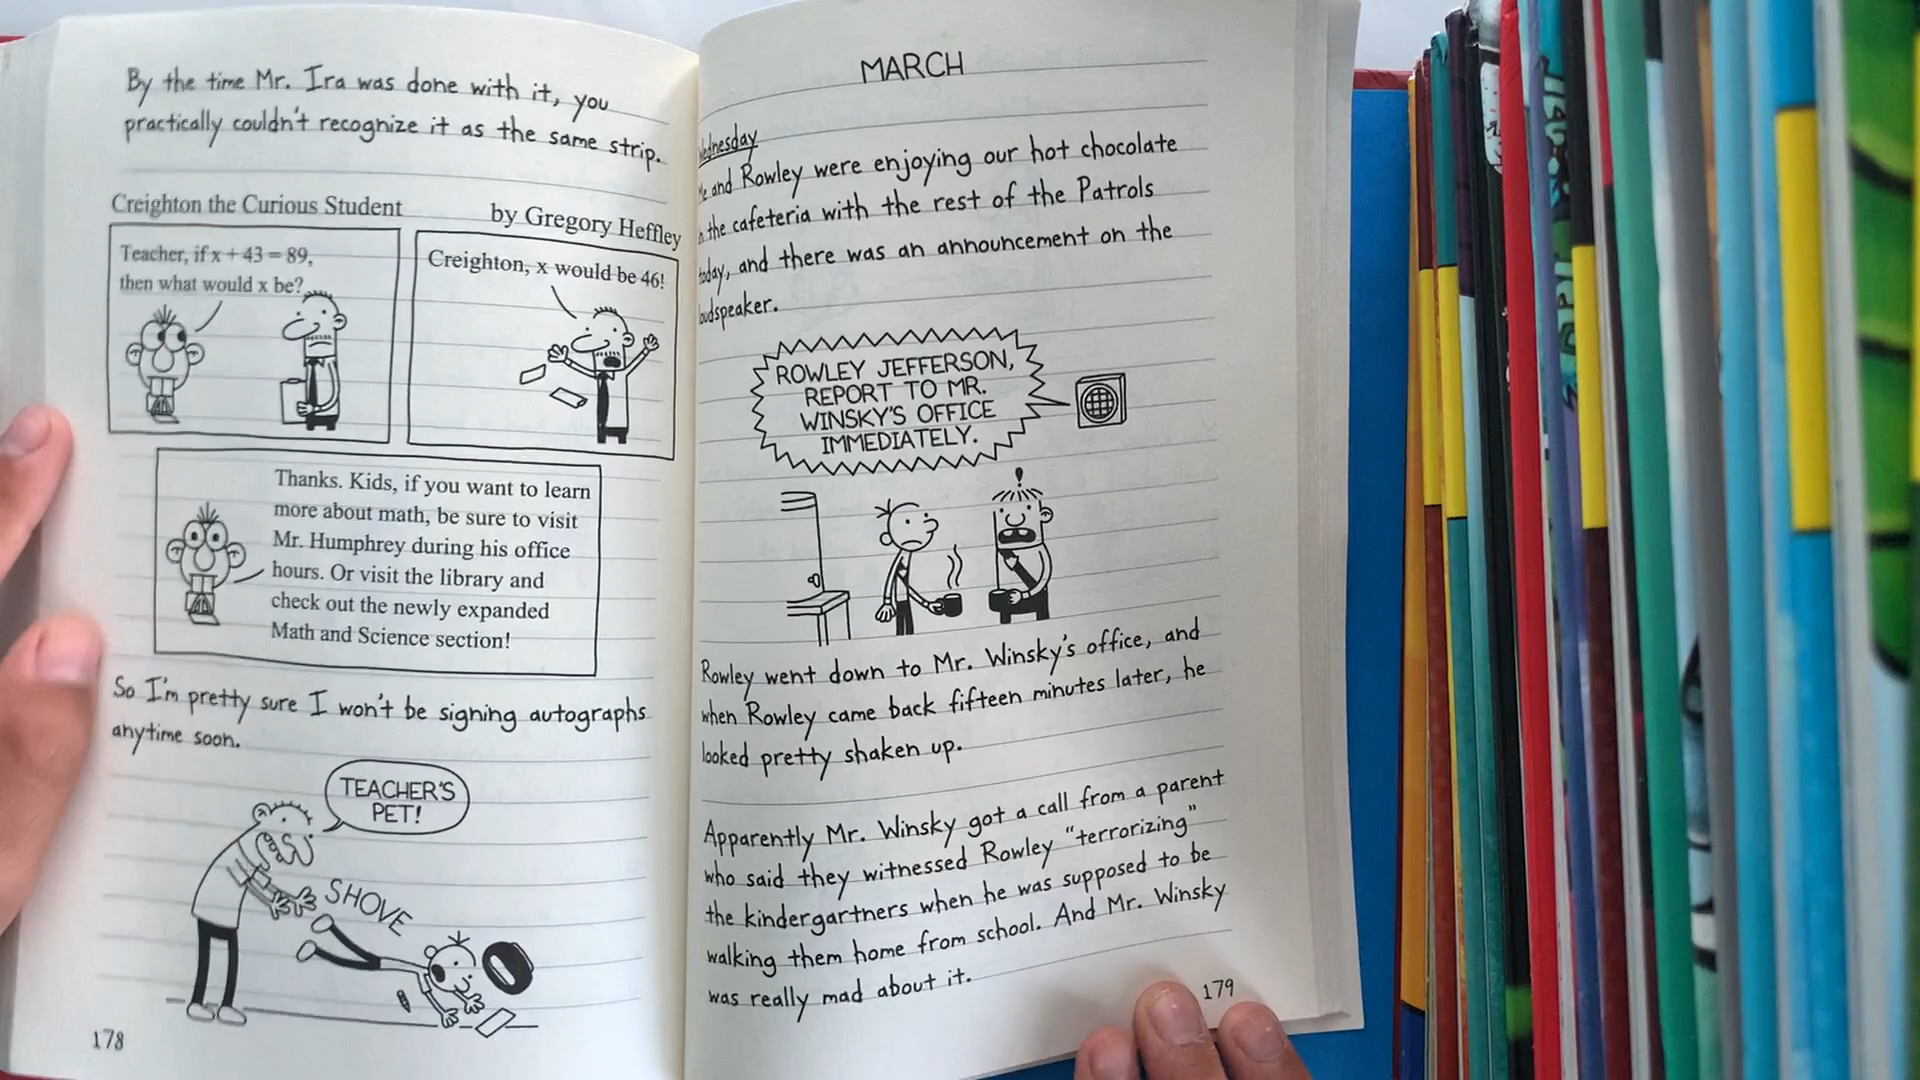 By the time Mr. Ira was done with it, you
practically couldn't recognize it as the same strip.
Creighton the Curious Student
by Gregory Heffley
Teacher, if x + 43 = 89,
then what would x be?
Creighton, x would be 46!
Thanks. Kids, if you want to learn
more about math, be sure to visit
Mr. Humphrey during his office
hours. Or visit the library and
check out the newly expanded
Math and Science section!
So I'm pretty sure I won't be signing autographs
anytime soon.
TEACHER'S
PET!
SHOVE
178
MARCH
Wednesday
Me and Rowley were enjoying our hot chocolate
in the cafeteria with the rest of the Patrols
today, and there was an announcement on the
loudspeaker.
ROWLEY JEFFERSON,
REPORT TO MR.
WINSKY'S OFFICE
IMMEDIATELY.
Rowley went down to Mr. Winsky's office, and
when Rowley came back fifteen minutes later, he
looked pretty shaken up.
Apparently Mr. Winsky got a call from a parent
who said they witnessed Rowley "terrorizing"
the kindergartners when he was supposed to be
walking them home from school. And Mr. Winsky
was really mad about it.
179